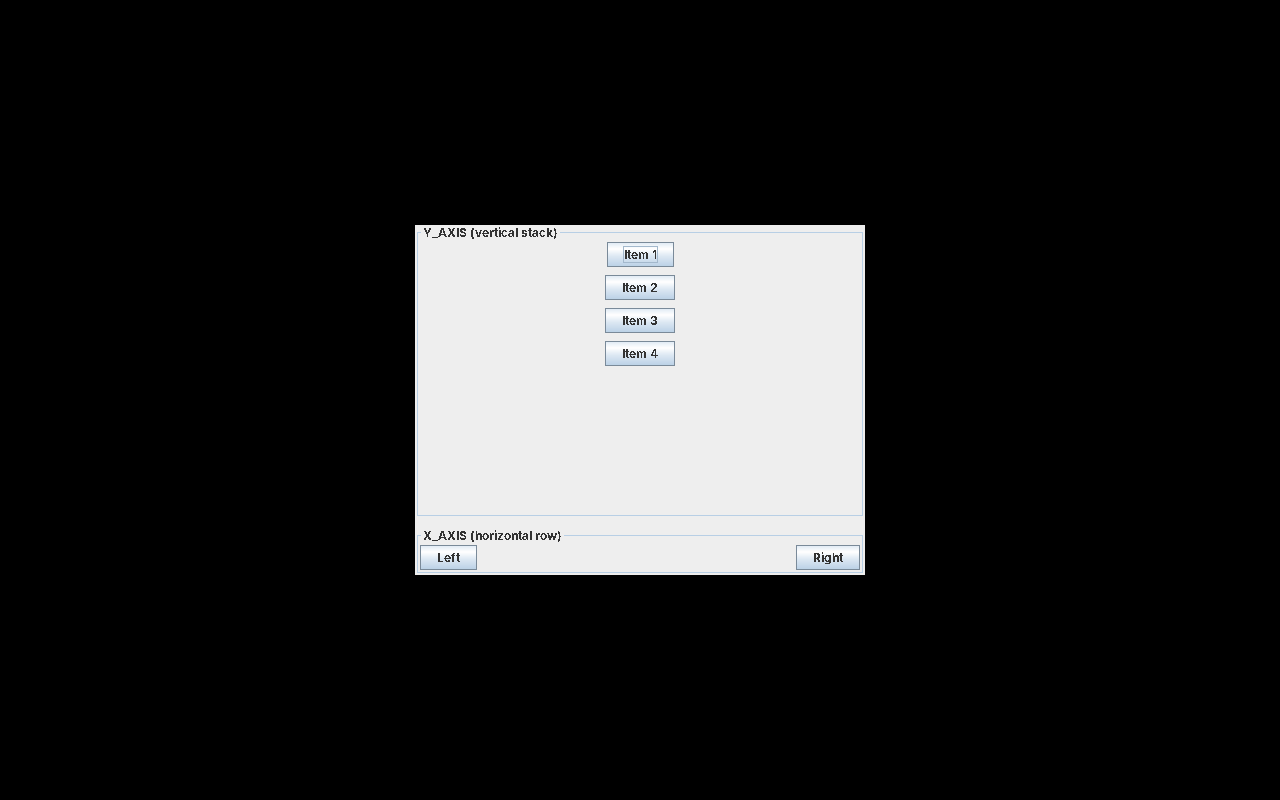 Y_AXIS (vertical stack)
Item 1
Item 2
Item 3
Item 4
X_AXIS (horizontal row)
Left Right